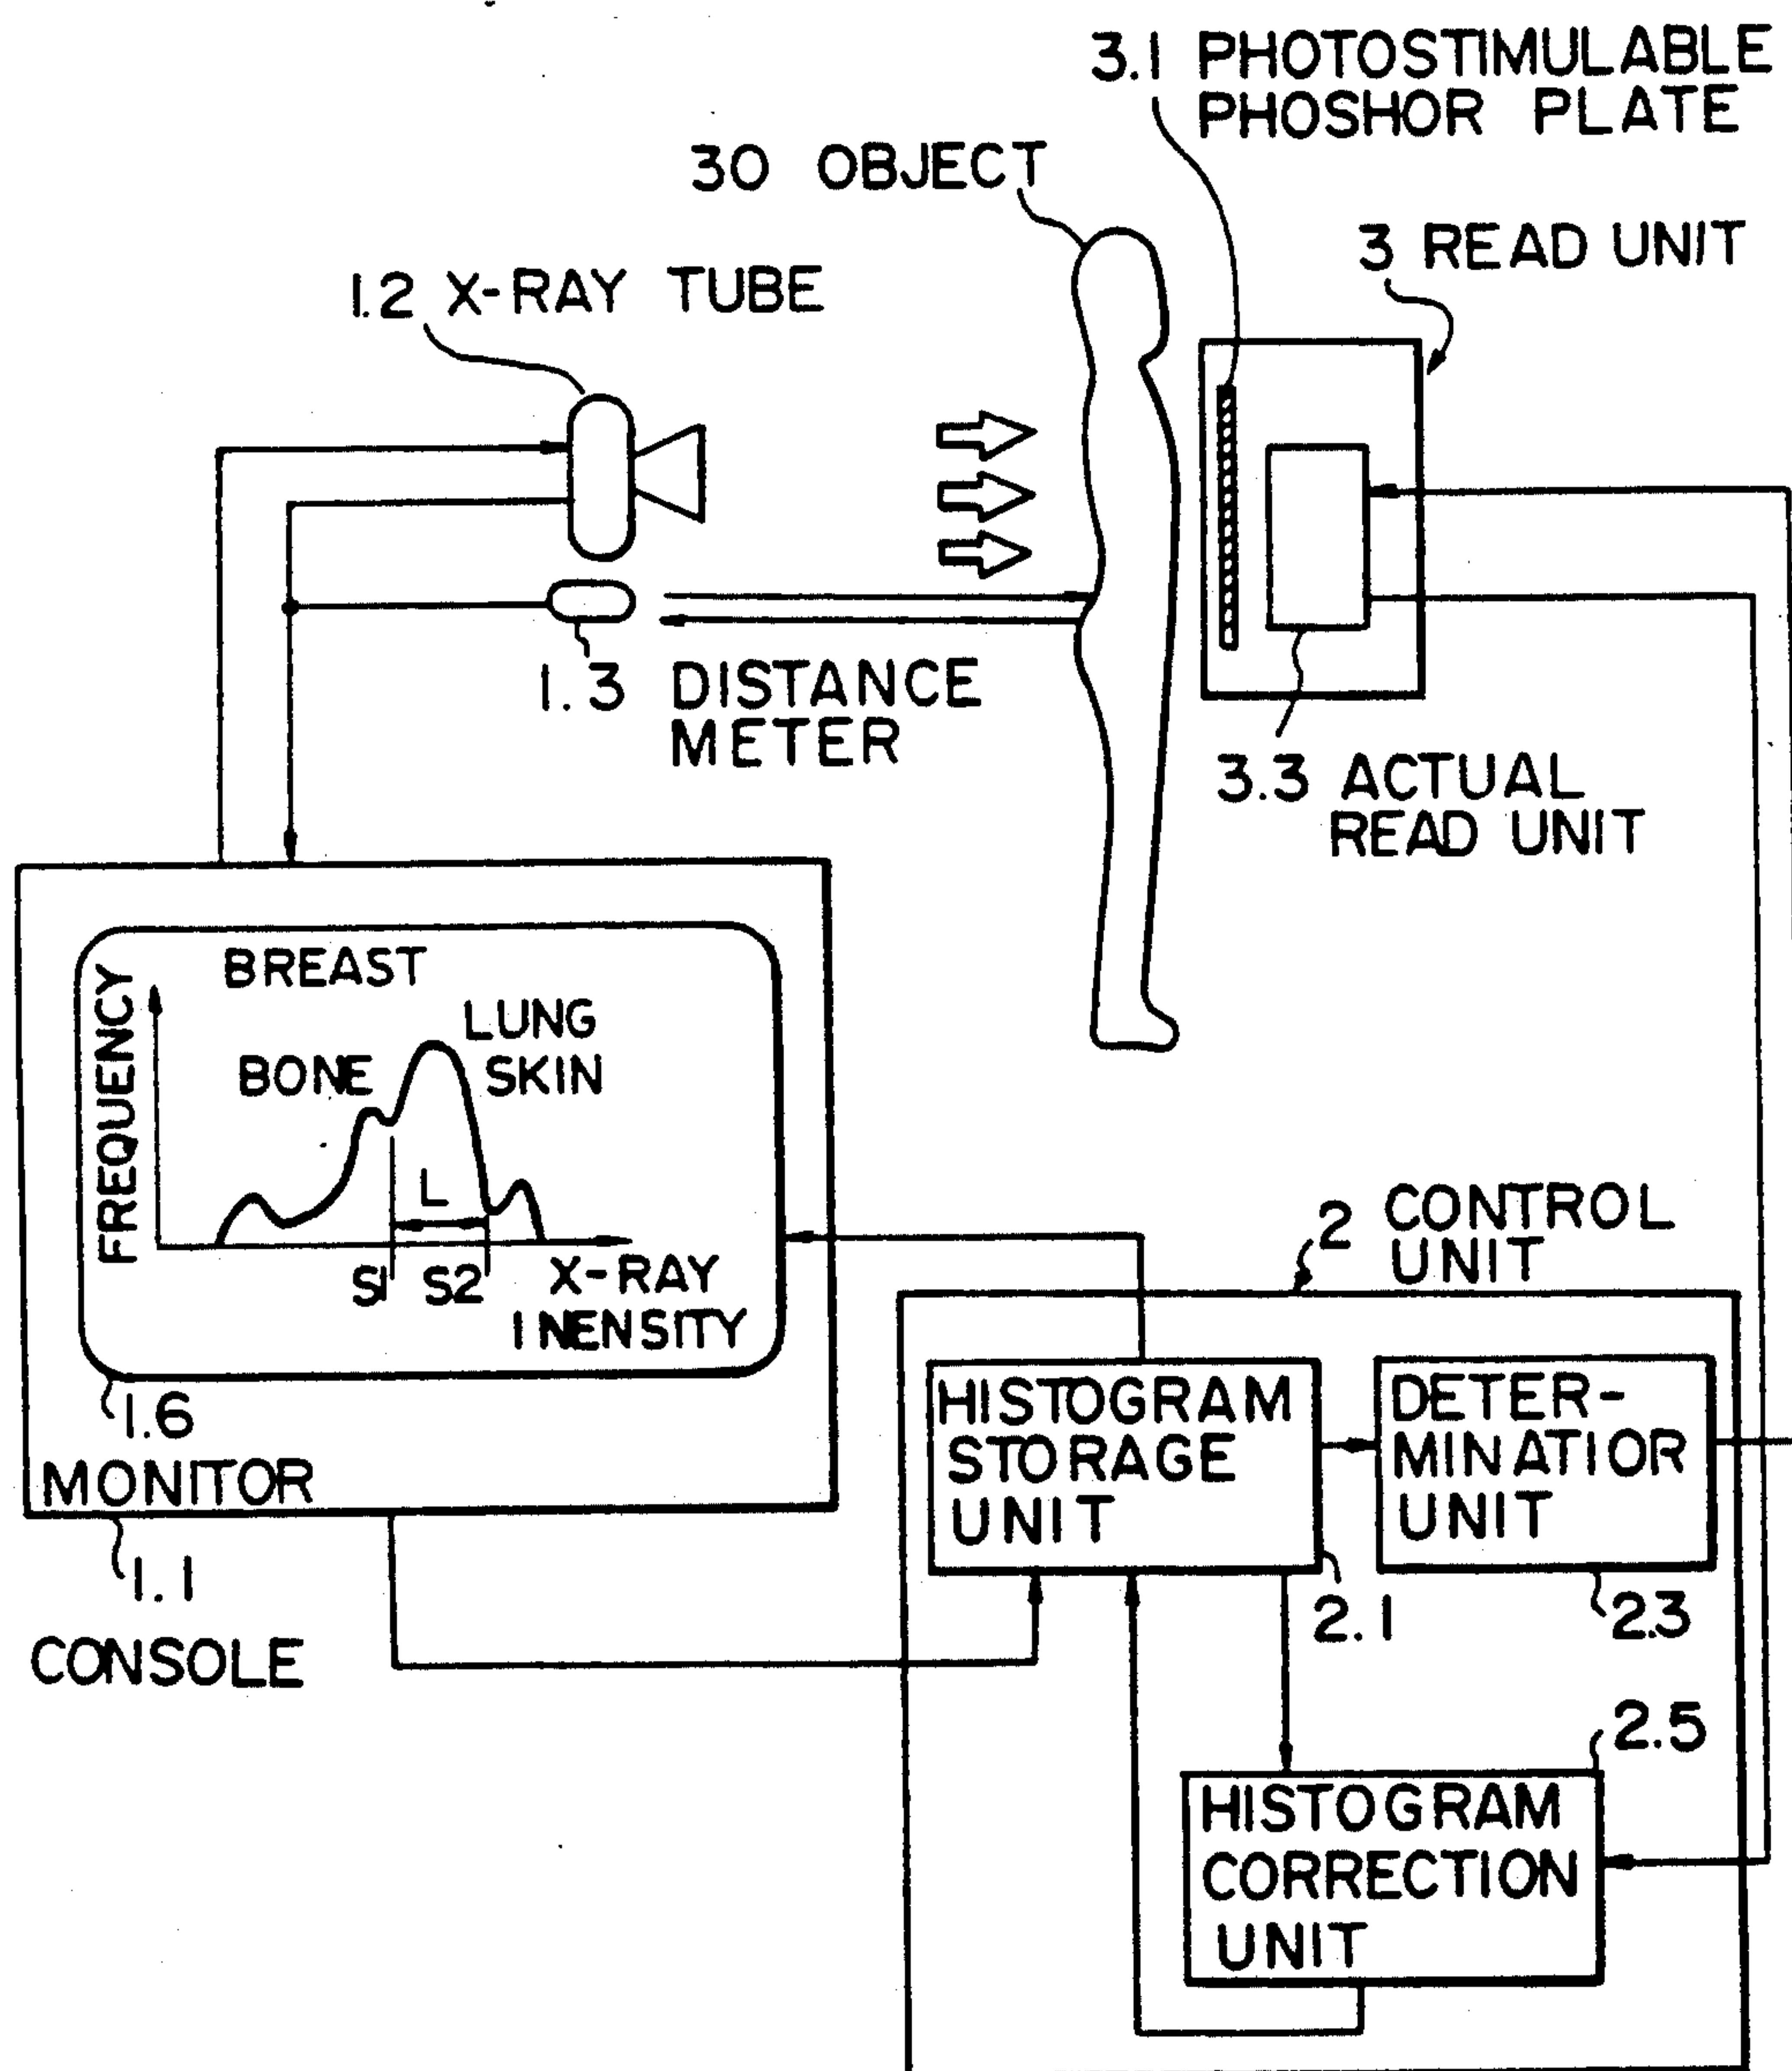 3.1 PHOTOSTIMULABLE
PHOSHOR PLATE
30 OBJECT
3 READ UNIT
1.2 X-RAY TUBE
1.3 DISTANCE
METER
3.3 ACTUAL
READ UNIT
BREAST
FREQUENCY
LUNG
BONE
SKIN
L
S1 S2
X-RAY
INENSITY
1.6
MONITOR
1.1
CONSOLE
2 CONTROL
UNIT
HISTOGRAM
STORAGE
UNIT
2.1
DETER-
MINATIOR
UNIT
2.3
2.5
HISTOGRAM
CORRECTION
UNIT